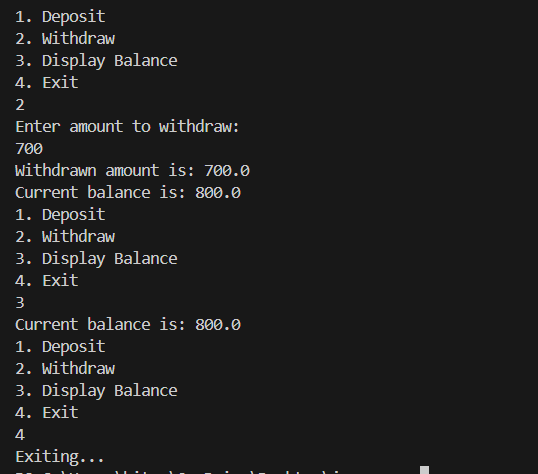 1. Deposit
2. Withdraw
3. Display Balance
4. Exit
2
Enter amount to withdraw:
700
Withdrawn amount is: 700.0
Current balance is: 800.0
1. Deposit
2. Withdraw
3. Display Balance
4. Exit
3
Current balance is: 800.0
1. Deposit
2. Withdraw
3. Display Balance
4. Exit
4
Exiting...